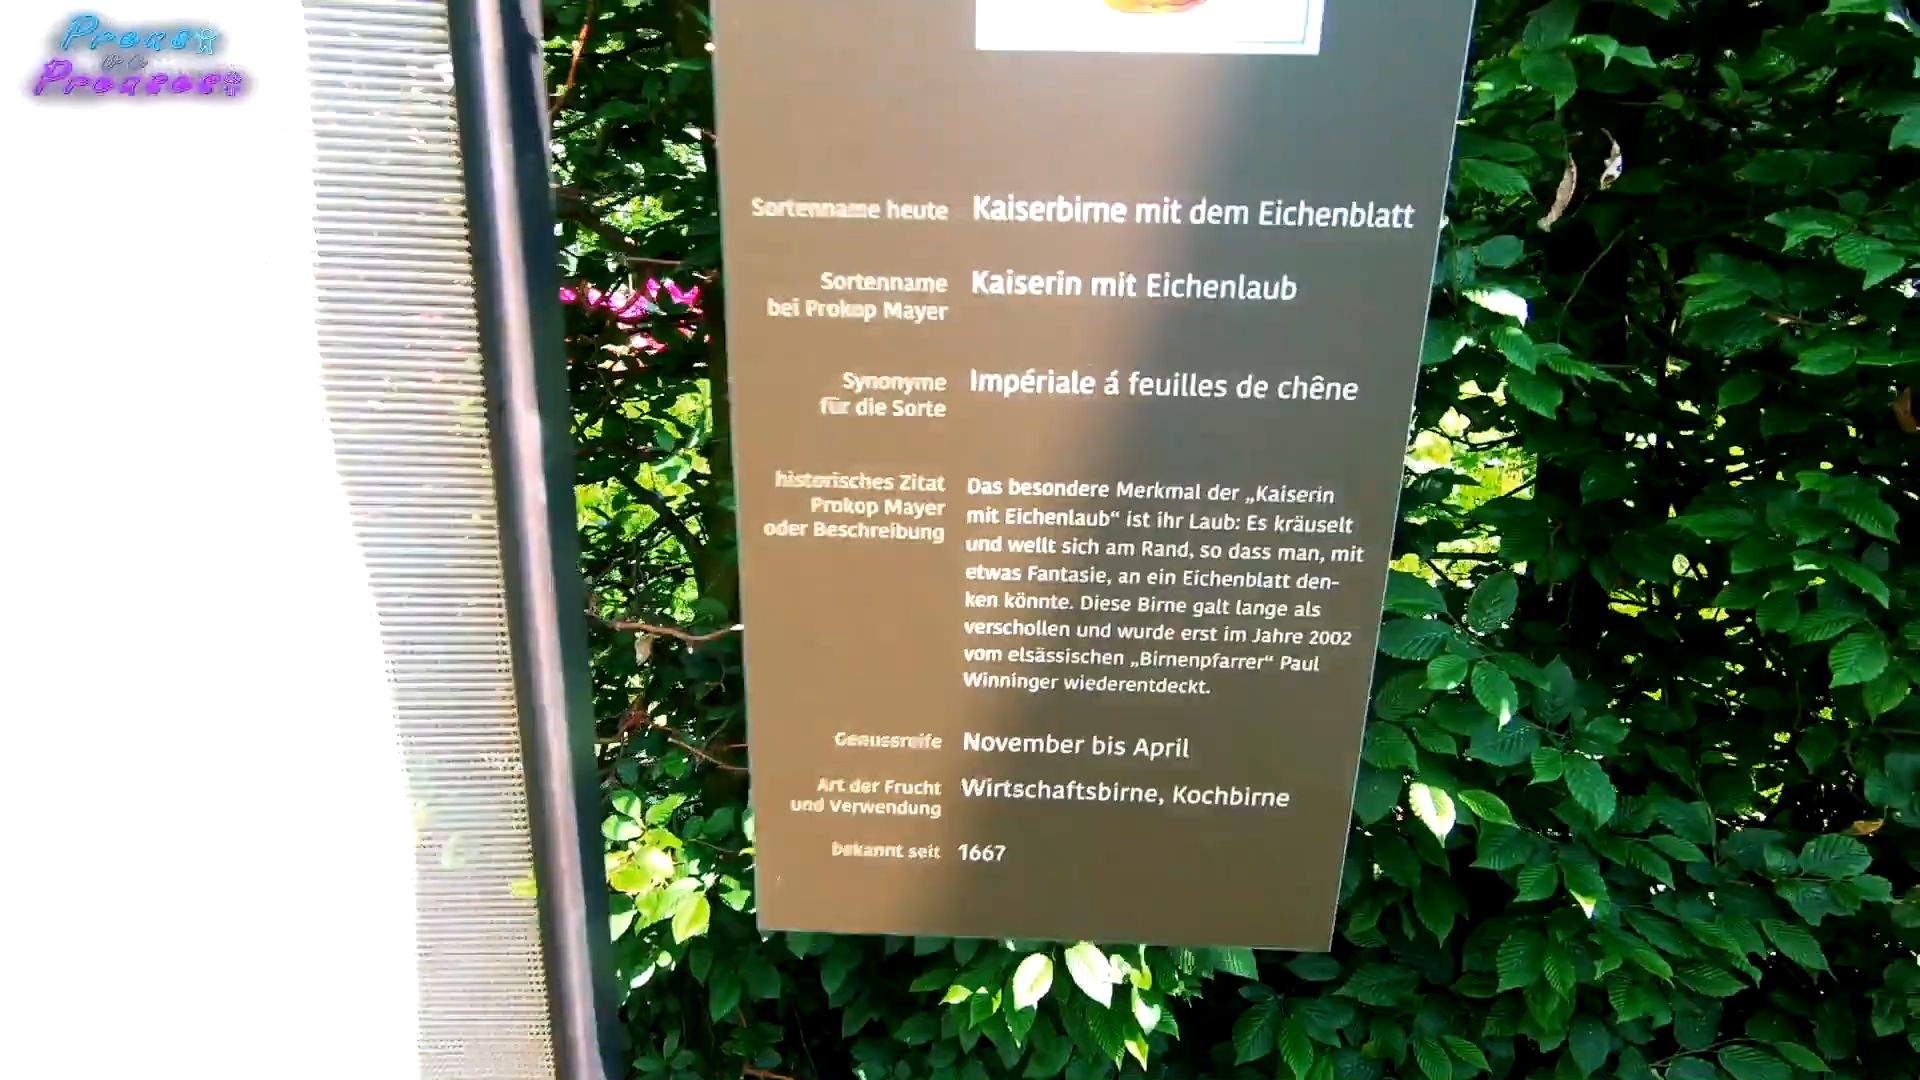 Sortenname heute Kaiserbirne mit dem Eichenblatt
Sortenname Kaiserin mit Eichenlaub
bei Prokop Mayer
Synonyme Impériale á feuilles de chêne
für die Sorte
historisches Zitat
Prokop Mayer
oder Beschreibung
Das besondere Merkmal der „Kaiserin
mit Eichenlaub“ ist ihr Laub: Es kräuselt
und wellt sich am Rand, so dass man, mit
etwas Fantasie, an ein Eichenblatt den-
ken könnte. Diese Birne galt lange als
verschollen und wurde erst im Jahre 2002
vom elsässischen „Birnenpfarrer“ Paul
Winninger wiederentdeckt.
Genussreife November bis April
Art der Frucht Wirtschaftsbirne, Kochbirne
und Verwendung
bekannt seit 1667